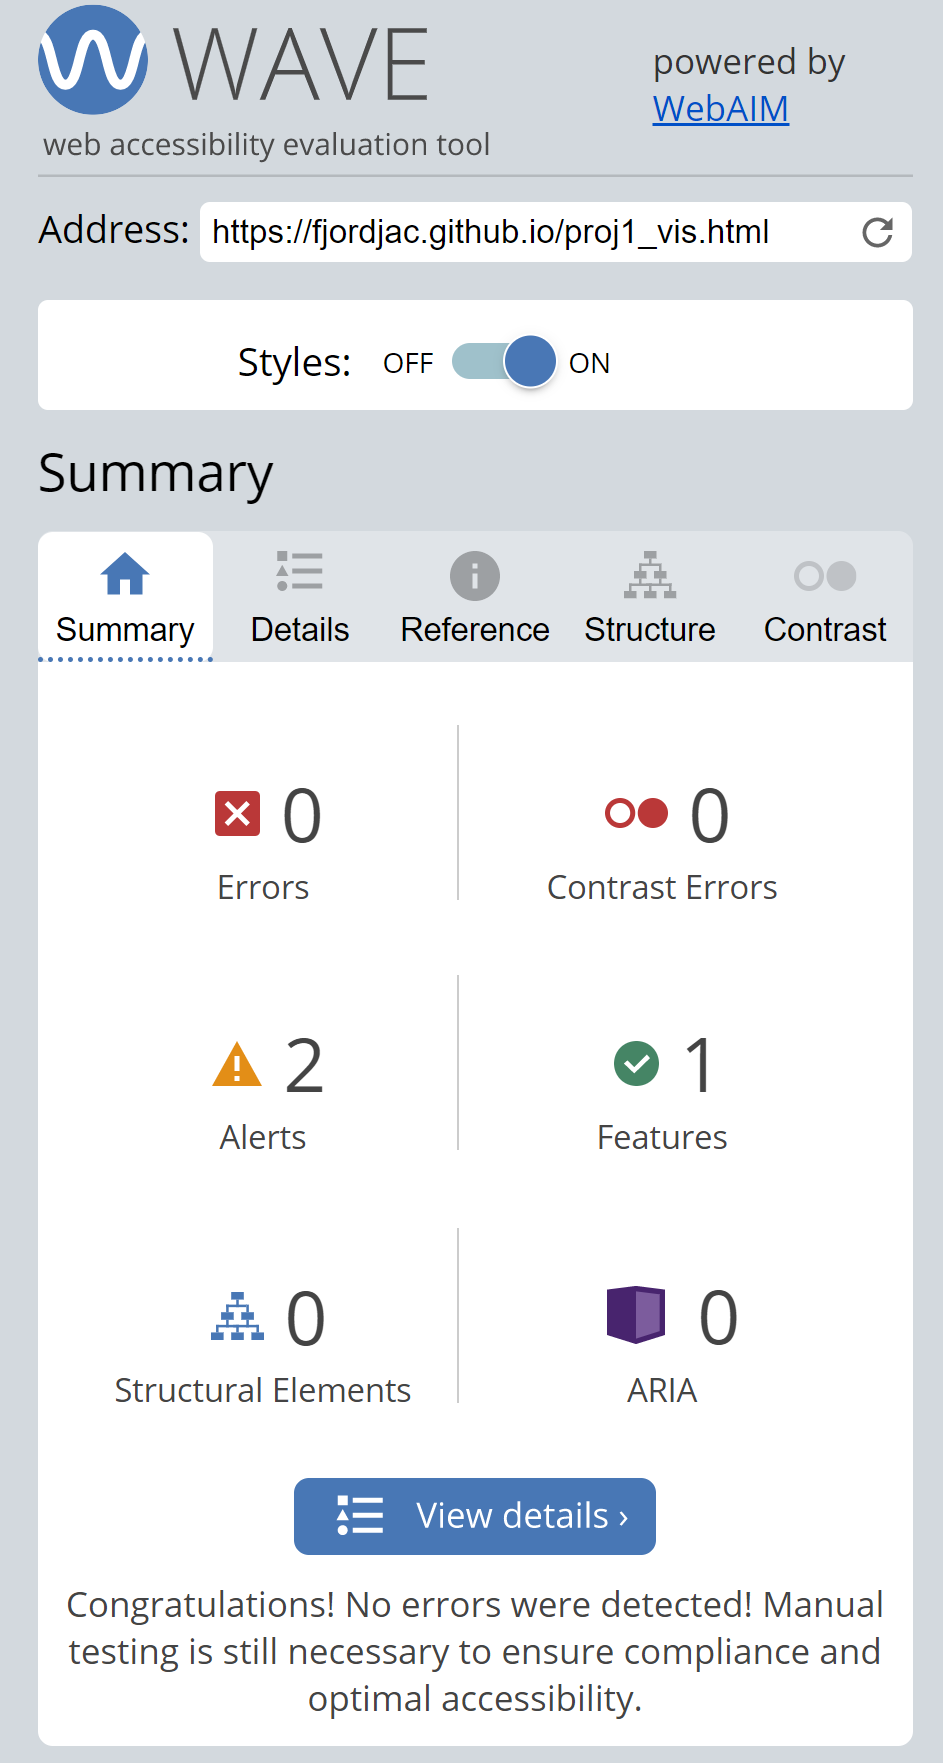 WAVE
web accessibility evaluation tool
powered by
WebAIM
Address: https://fjordjac.github.io/proj1_vis.html
Styles: OFF ON
Summary
Summary Details Reference Structure Contrast
0 0
Errors Contrast Errors
2 1
Alerts Features
0 0
Structural Elements ARIA
View details ›
Congratulations! No errors were detected! Manual
testing is still necessary to ensure compliance and
optimal accessibility.